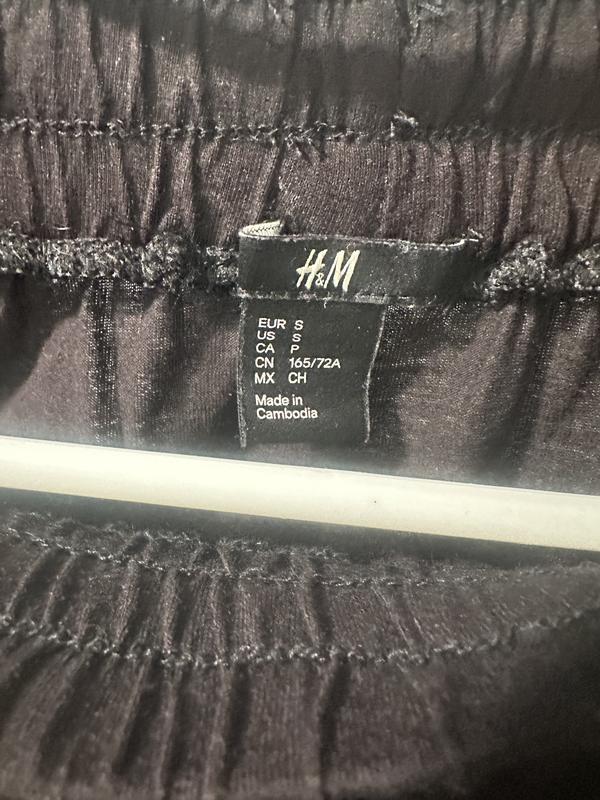 H&M
EUR S
US S
CA P
CN 165/72A
MX CH
Made in
Cambodia